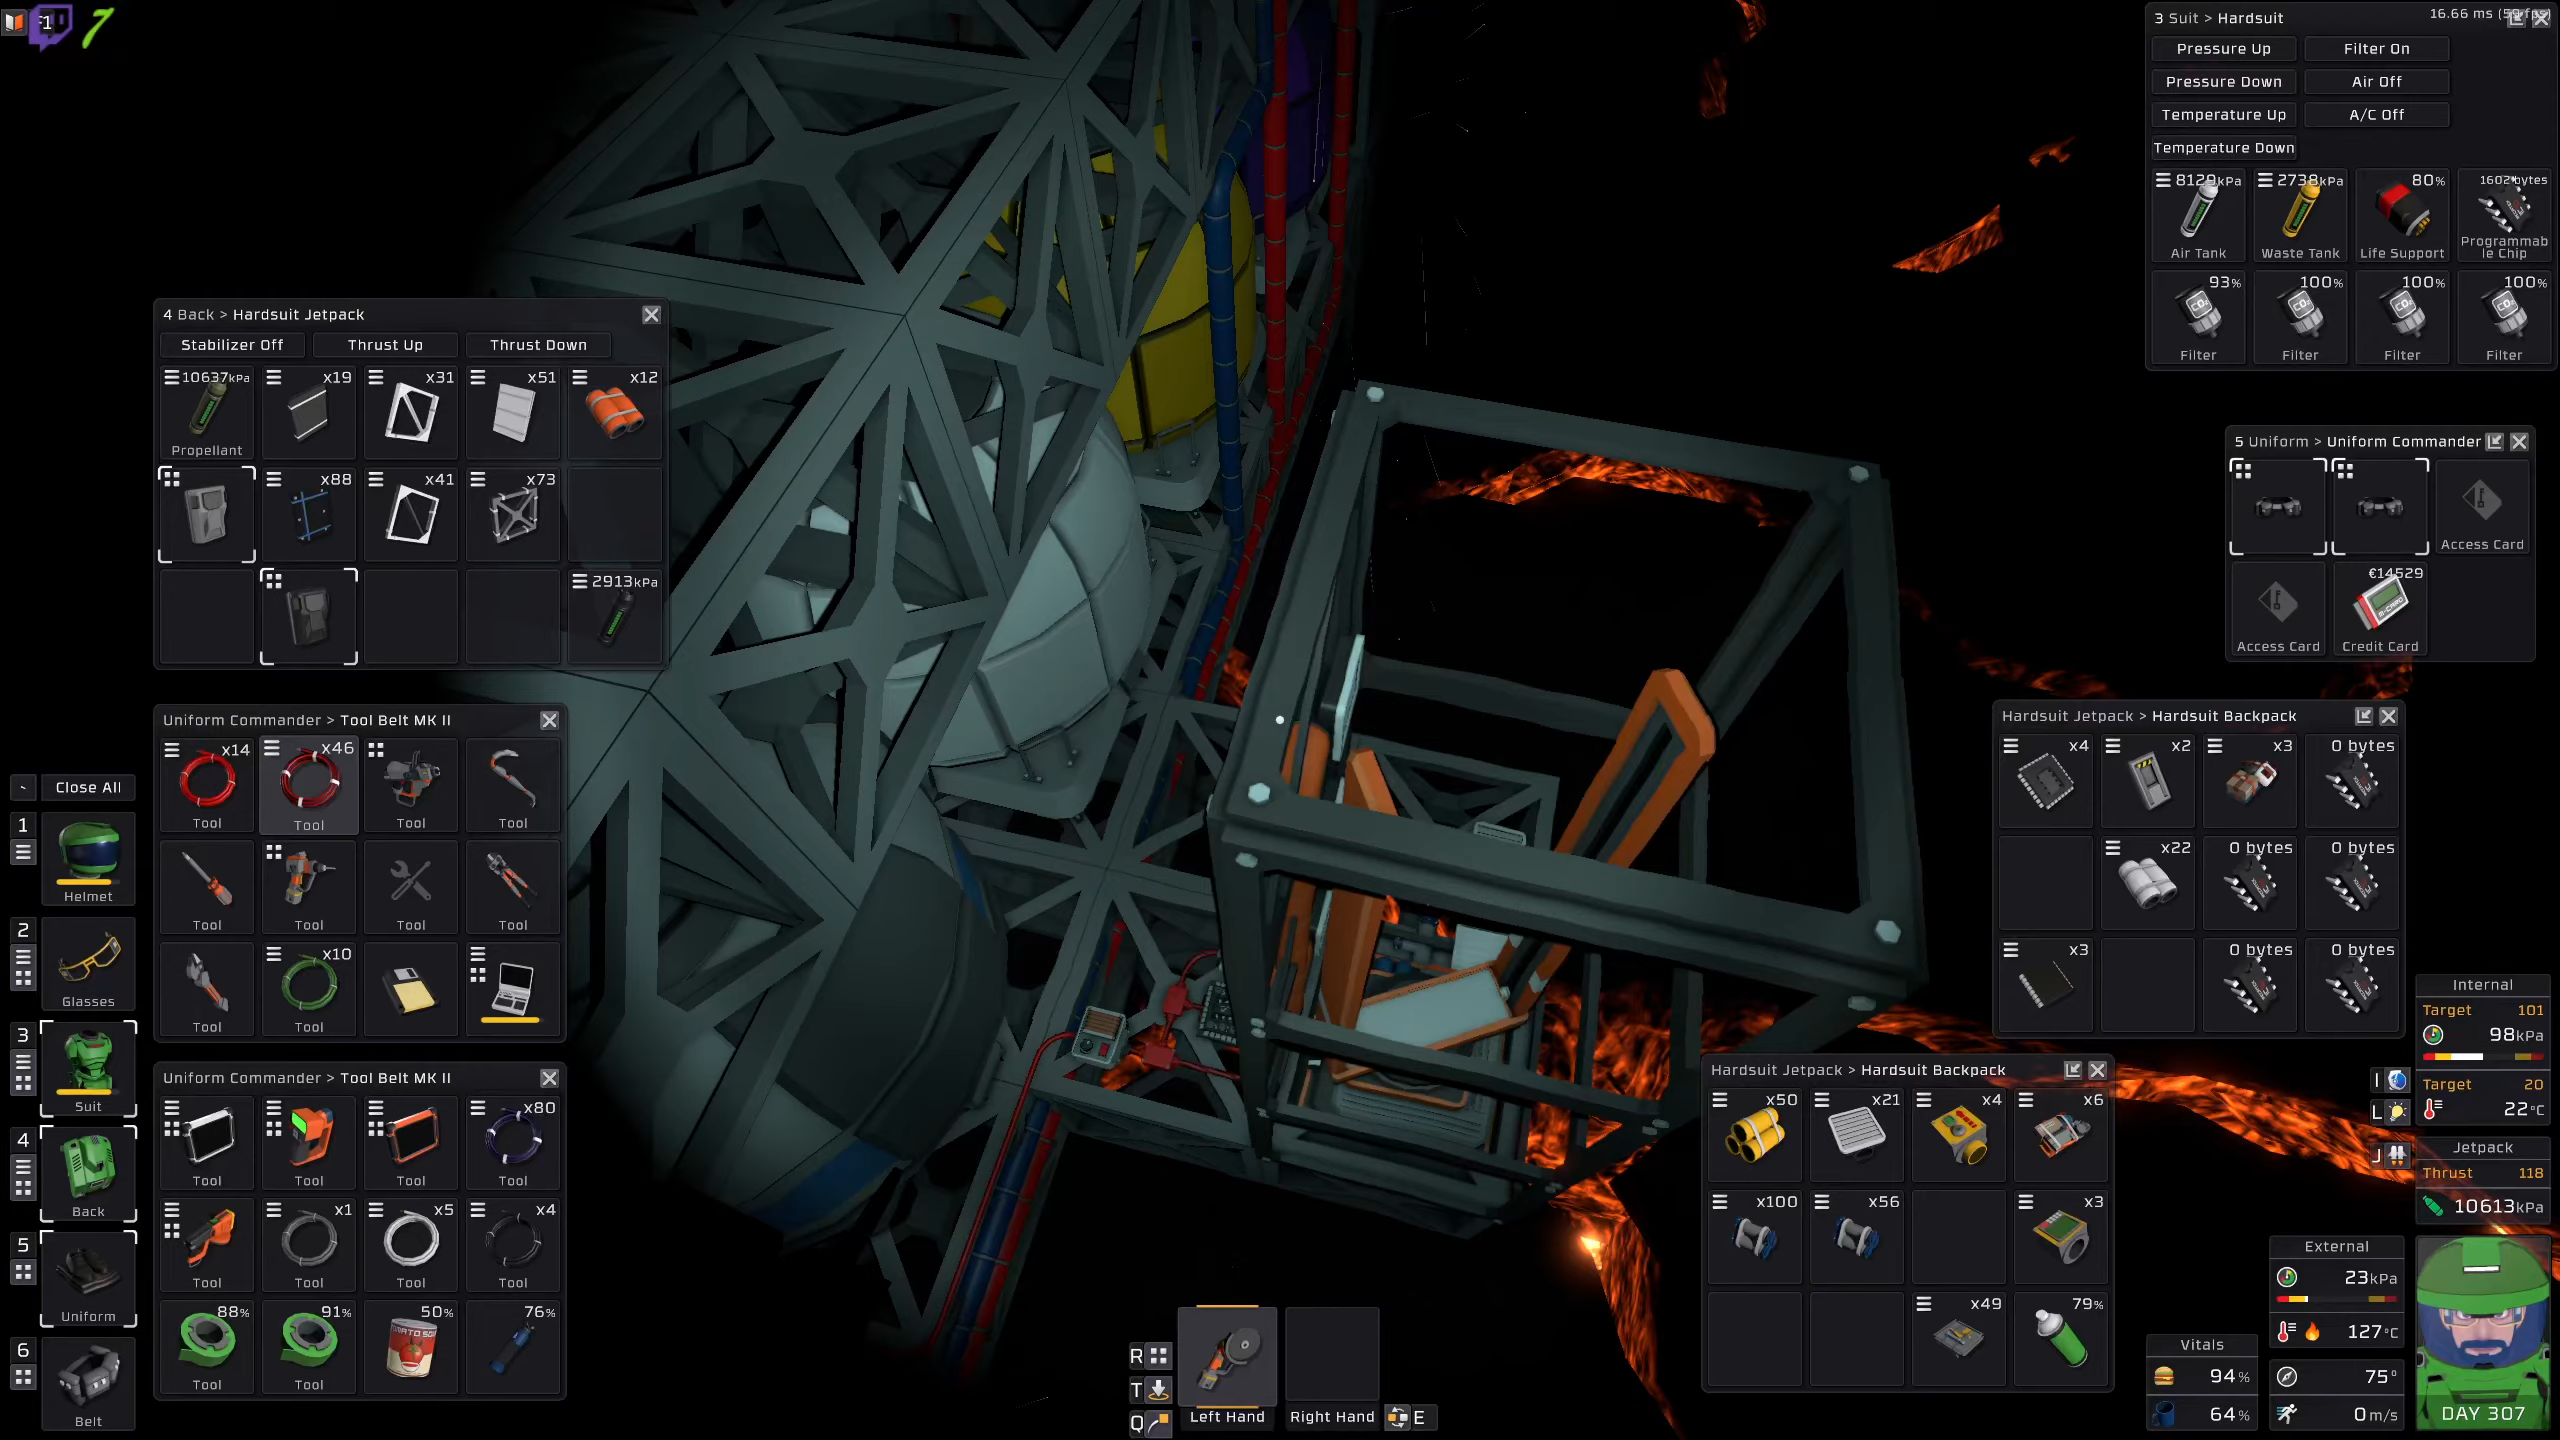 1
3 Suit > Hardsuit
16.66 ms
Pressure Up
Filter On
Pressure Down
Air Off
Temperature Up
A/C Off
Temperature Down
8129kPa
2738kPa
80%
1602 bytes
Air Tank
Waste Tank
Life Support
Programmab
le Chip
93%
100%
100%
100%
Filter
Filter
Filter
Filter
4 Back > Hardsuit Jetpack
Stabilizer Off
Thrust Up
Thrust Down
10637kPa
x19
x31
x51
x12
Propellant
x88
x41
x73
2913kPa
5 Uniform > Uniform Commander
Access Card
€14529
Access Card
Credit Card
Uniform Commander > Tool Belt MK II
x14
x46
Tool
Tool
Tool
Tool
Tool
Tool
Tool
Tool
x10
Tool
Tool
Hardsuit Jetpack > Hardsuit Backpack
x4
x2
x3
0 bytes
x22
0 bytes
0 bytes
x3
0 bytes
0 bytes
~
Close All
1
Helmet
2
Glasses
3
Suit
4
Back
5
Uniform
6
Belt
Uniform Commander > Tool Belt MK II
x80
Tool
Tool
Tool
Tool
x1
x5
x4
Tool
Tool
Tool
Tool
88%
91%
50%
76%
Tool
Tool
Hardsuit Jetpack > Hardsuit Backpack
x50
x21
x4
x6
x100
x56
x3
x49
79%
R
T
Q
Left Hand
Right Hand
E
Internal
Target 101
98kPa
I
Target 20
L
22°C
Jetpack
J
Thrust 118
10613kPa
External
23kPa
127°C
Vitals
94%
75°
64%
0m/s
DAY 307